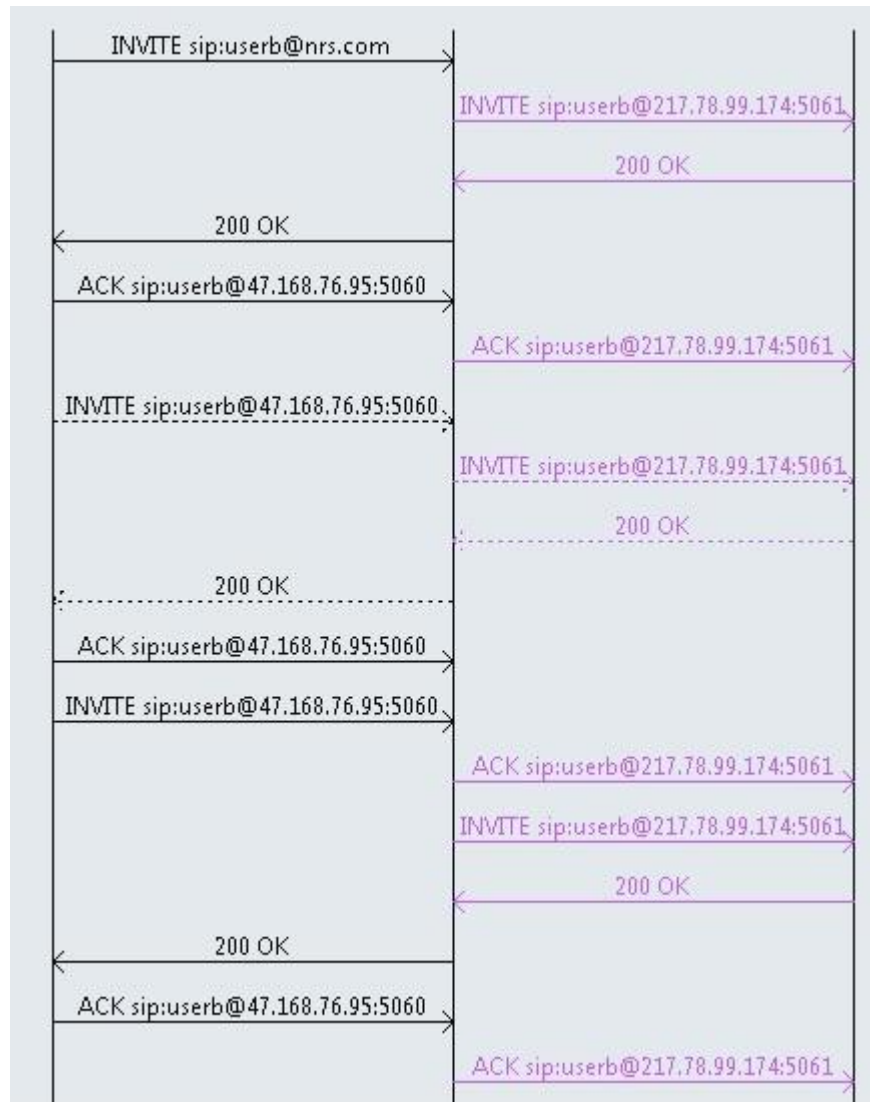 INVITE sip:userb@nrs.com
INVITE sip:userb@217.78.99.174:5061
200 OK
200 OK
ACK sip:userb@47.168.76.95:5060
ACK sip:userb@217.78.99.174:5061
INVITE sip:userb@47.168.76.95:5060
INVITE sip:userb@217.78.99.174:5061
200 OK
200 OK
ACK sip:userb@47.168.76.95:5060
INVITE sip:userb@47.168.76.95:5060
ACK sip:userb@217.78.99.174:5061
INVITE sip:userb@217.78.99.174:5061
200 OK
200 OK
ACK sip:userb@47.168.76.95:5060
ACK sip:userb@217.78.99.174:5061